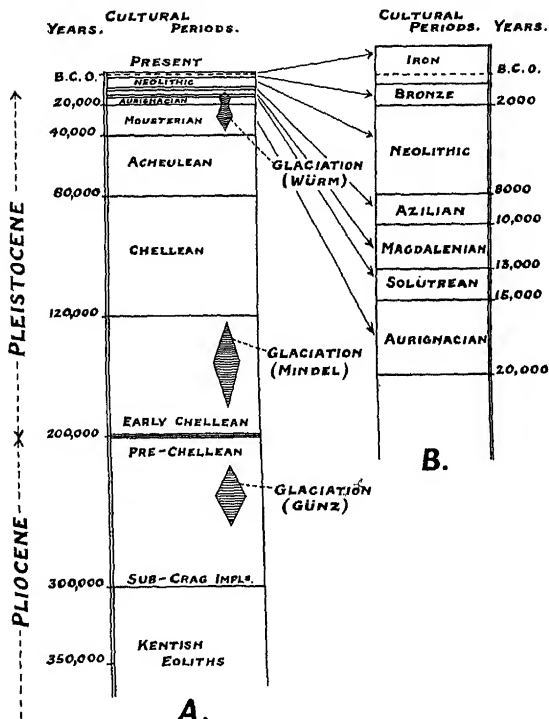 YEARS.
CULTURAL
PERIODS.
PRESENT
B.C.O.
NEOLITHIC
20,000
AURIGNACIAN
MOUSTERIAN
40,000
ACHEULEAN
80,000
CHELLEAN
120,000
EARLY CHELLEAN
200,000
PRE-CHELLEAN
300,000
SUB-CRAG IMPLS.
KENTISH
EOLITHS
350,000
A.
PLEISTOCENE
PLIOCENE
GLACIATION
(WÜRM)
GLACIATION
(MINDEL)
GLACIATION
(GÜNZ)
CULTURAL
PERIODS.
YEARS.
IRON
B.C.O.
BRONZE
2000
NEOLITHIC
8000
AZILIAN
10,000
MAGDALENIAN
13,000
SOLUTREAN
15,000
AURIGNACIAN
20,000
B.